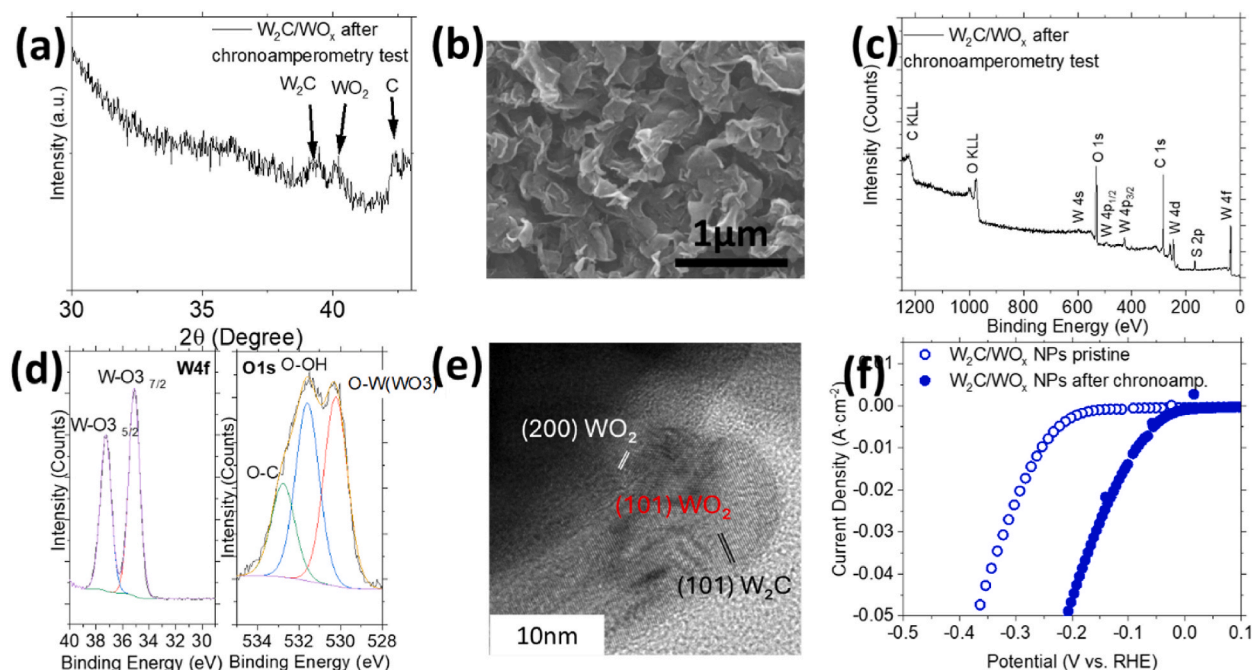 (a)
W₂C/WOₓ after
chronoamperometry test
W₂C
WO₂
C
Intensity (a.u.)
30
35
40
2θ (Degree)
(b)
1μm
(c)
W₂C/WOₓ after
chronoamperometry test
Intensity (Counts)
C KLL
O KLL
W 4s
O 1s
W 4p1/2
W 4p3/2
C 1s
W 4d
S 2p
W 4f
1000
800
600
400
200
0
Binding Energy (eV)
(d)
W4f
W-O3 7/2
W-O3 5/2
Intensity (Counts)
40
38
36
34
32
30
Binding Energy (eV)
O1s
O-OH
O-W(WO3)
O-C
Intensity (Counts)
534
532
530
528
Binding Energy (eV)
(e)
(200) WO₂
(101) WO₂
(101) W₂C
10nm
(f)
W₂C/WOₓ NPs pristine
W₂C/WOₓ NPs after chronoamp.
Current Density (A·cm⁻²)
0.01
0.00
-0.01
-0.02
-0.03
-0.04
-0.05
-0.5
-0.4
-0.3
-0.2
-0.1
0.0
0.1
Potential (V vs. RHE)